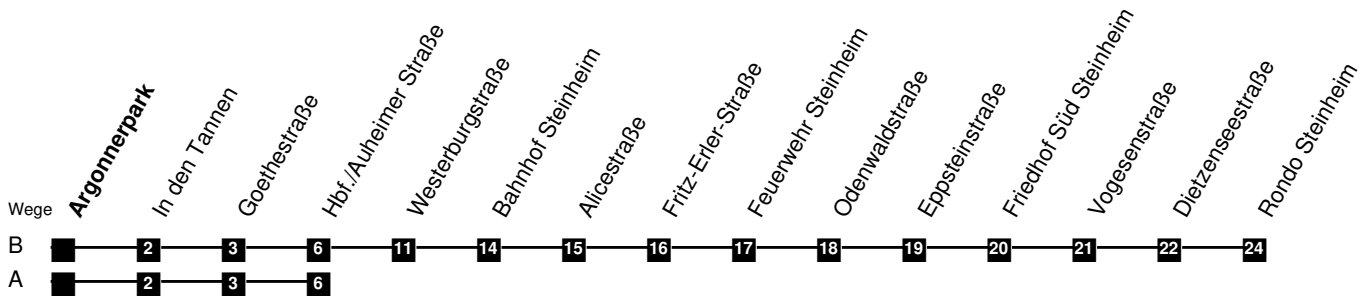 Argonnerpark
In den Tannen
Goethestraße
Hbf./Auheimer Straße
Westerburgstraße
Bahnhof Steinheim
Alicestraße
Fritz-Erler-Straße
Feuerwehr Steinheim
Odenwaldstraße
Eppsteinstraße
Friedhof Süd Steinheim
Vogesenstraße
Dietzenseestraße
Rondo Steinheim
Wege
B 2 3 6 11 14 15 16 17 18 19 20 21 22 24
A 2 3 6